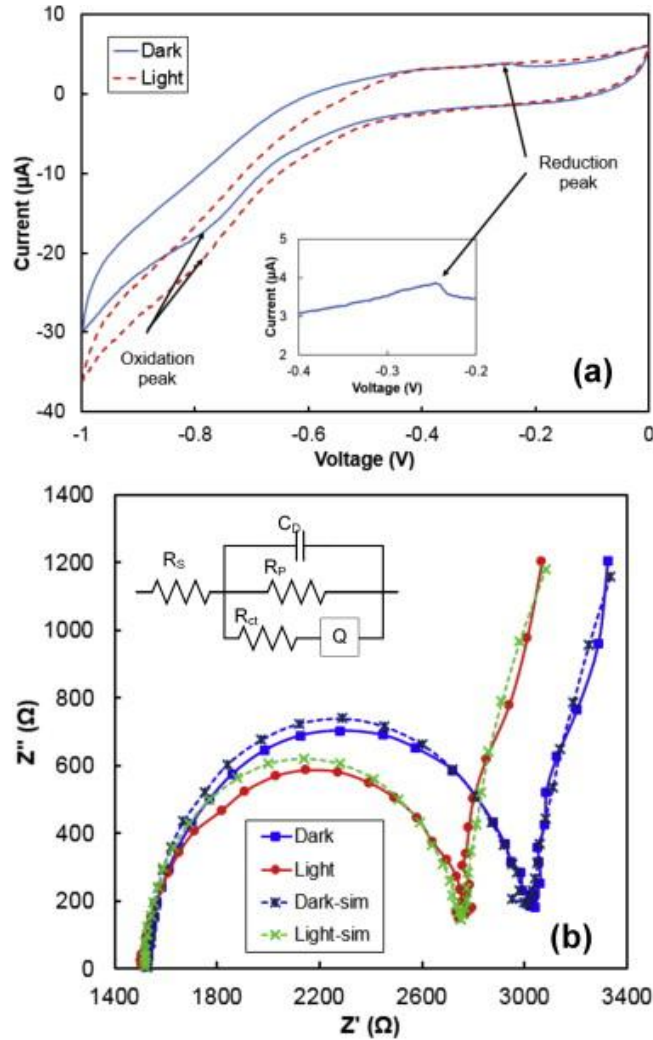 10
0
-10
-20
-30
-40
Current (µA)
Dark
Light
Reduction
peak
Oxidation
peak
5
4
3
2
Current (µA)
-0.4
-0.3
-0.2
Voltage (V)
(a)
-1
-0.8
-0.6
-0.4
-0.2
0
Voltage (V)
1400
1200
1000
800
600
400
200
0
Z'' (Ω)
C_D
R_S
R_P
R_ct
Q
Dark
Light
Dark-sim
Light-sim
(b)
1400
1800
2200
2600
3000
3400
Z' (Ω)